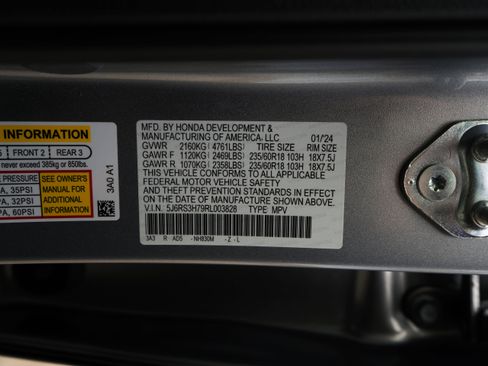 INFORMATION
5 FRONT 2 REAR 3
never exceed 385kg or 850lbs.
E PRESSURE SEE OWNER'S
A, 35PSI MANUAL FOR
A, 32PSI ADDITIONAL
PA, 60PSI INFORMATION
3A0 A1
MFD. BY HONDA DEVELOPMENT &
MANUFACTURING OF AMERICA, LLC 01/24
GVWR 2160KG( 4761LBS) TIRE SIZE RIM SIZE
GAWR F 1120KG( 2469LBS) 235/60R18 103H 18X7.5J
GAWR R 1070KG( 2358LBS) 235/60R18 103H 18X7.5J
THIS VEHICLE CONFORMS TO ALL APPLICABLE
FEDERAL MOTOR VEHICLE SAFETY
AND THEFT PREVENTION STANDARDS IN EFFECT ON THE
DATE OF MANUFACTURE SHOWN ABOVE.
V.I.N. 5J6RS3H79RL003828 TYPE MPV
3A3 R AD5 -NH830M -Z - L